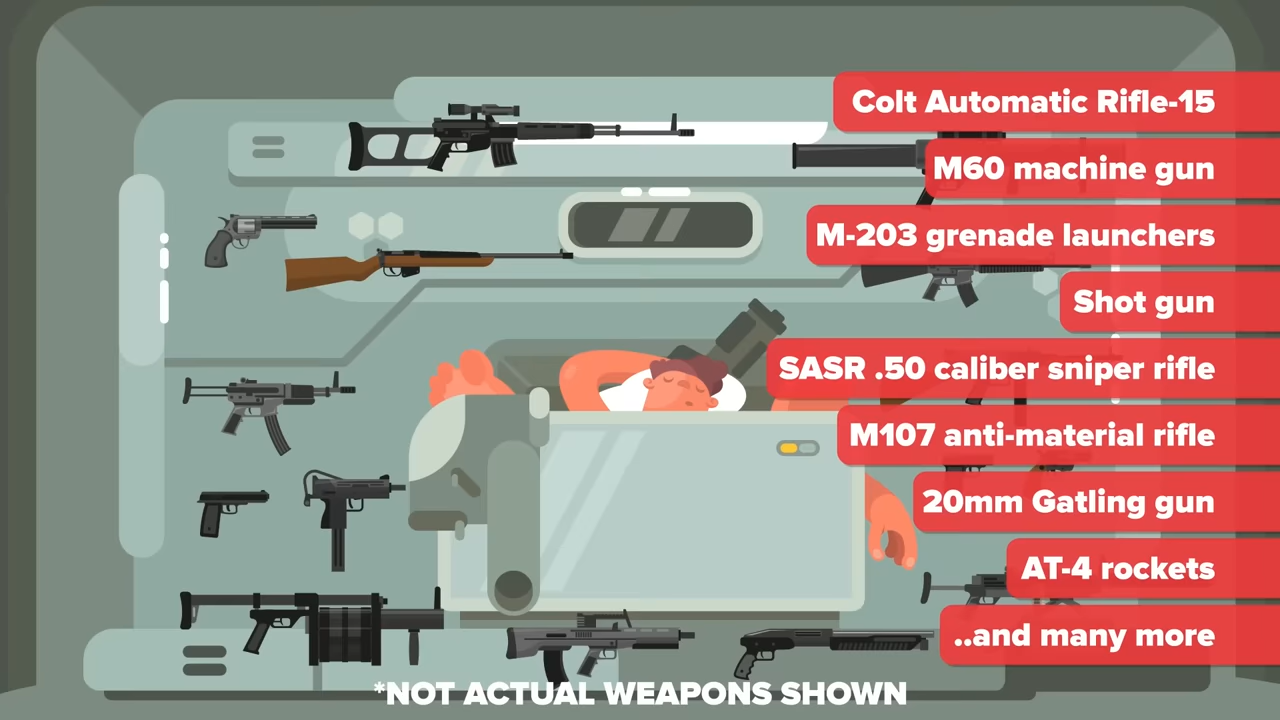 Colt Automatic Rifle-15
M60 machine gun
M-203 grenade launchers
Shot gun
SASR .50 caliber sniper rifle
M107 anti-material rifle
20mm Gatling gun
AT-4 rockets
..and many more
*NOT ACTUAL WEAPONS SHOWN